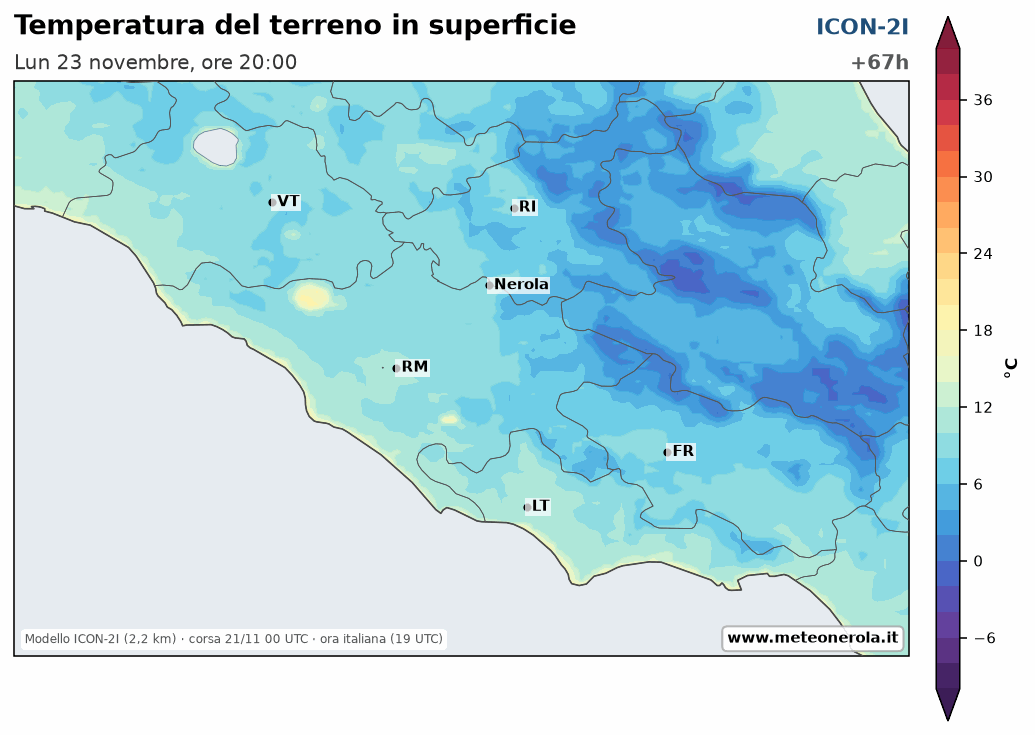 Temperatura del terreno in superficie
ICON-2I
Lun 23 novembre, ore 20:00
+67h
VT
RI
Nerola
RM
FR
LT
36
30
24
18
12
6
0
−6
°C
Modello ICON-2I (2,2 km) · corsa 21/11 00 UTC · ora italiana (19 UTC)
www.meteonerola.it